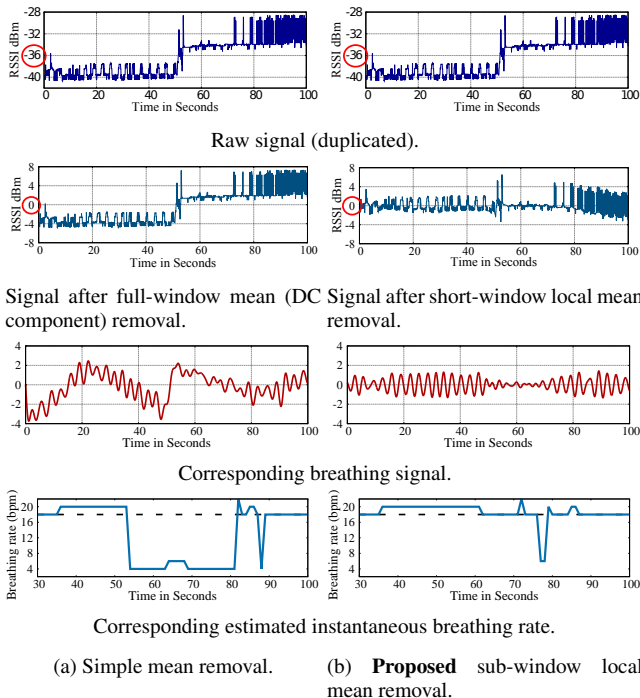 -28
-32
-36
-40
RSSI dBm
0 20 40 60 80 100
Time in Seconds
-28
-32
-36
-40
RSSI dBm
0 20 40 60 80 100
Time in Seconds
Raw signal (duplicated).
8
4
0
-4
-8
RSSI dBm
0 20 40 60 80 100
Time in Seconds
8
4
0
-4
-8
RSSI dBm
0 20 40 60 80 100
Time in Seconds
Signal after full-window mean (DC
component) removal.
Signal after short-window local mean
removal.
4
2
0
-2
-4
0 20 40 60 80 100
Time in Seconds
4
2
0
-2
-4
0 20 40 60 80 100
Time in Seconds
Corresponding breathing signal.
20
16
12
8
4
Breathing rate (bpm)
30 40 50 60 70 80 90 100
Time in Seconds
20
16
12
8
4
Breathing rate (bpm)
30 40 50 60 70 80 90 100
Time in Seconds
Corresponding estimated instantaneous breathing rate.
(a) Simple mean removal.
(b) Proposed sub-window local
mean removal.